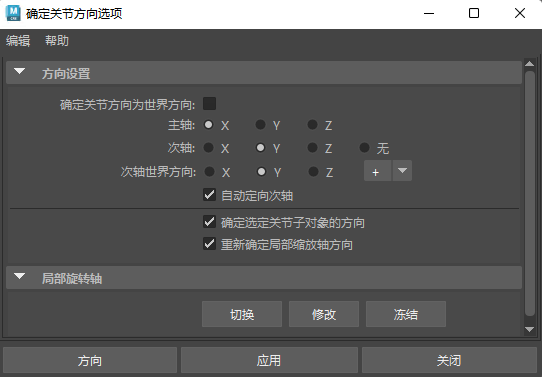 确定关节方向选项
编辑 帮助
方向设置
确定关节方向为世界方向:
主轴: X Y Z
次轴: X Y Z 无
次轴世界方向: X Y Z +
自动定向次轴
确定选定关节子对象的方向
重新确定局部缩放轴方向
局部旋转轴
切换 修改 冻结
方向 应用 关闭